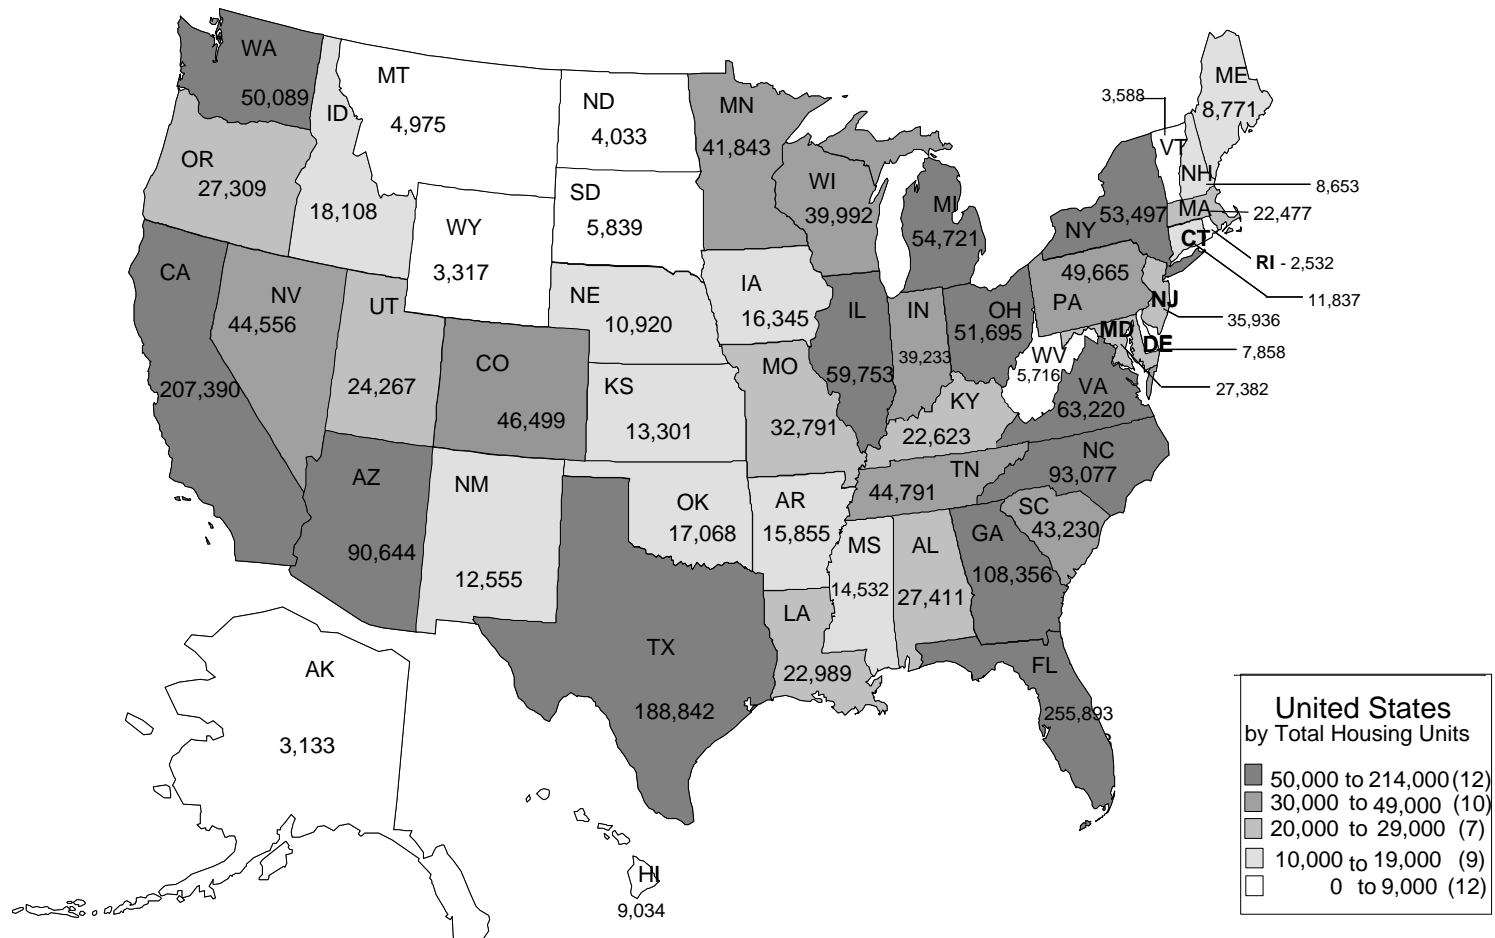 WA
50,089
MT
4,975
ID
18,108
ND
4,033
MN
41,843
OR
27,309
SD
5,839
WY
3,317
WI
39,992
MI
54,721
3,588
VT
ME
8,771
NH
8,653
NY
53,497
MA
22,477
CT
RI - 2,532
11,837
CA
207,390
NV
44,556
UT
24,267
NE
10,920
IA
16,345
IL
59,753
IN
39,233
OH
51,695
49,665
PA
NJ
35,936
MD
DE
7,858
27,382
WV
5,716
VA
63,220
CO
46,499
KS
13,301
MO
32,791
KY
22,623
NC
93,077
TN
44,791
AZ
90,644
NM
12,555
OK
17,068
AR
15,855
SC
43,230
MS
14,532
AL
27,411
GA
108,356
LA
22,989
TX
188,842
FL
255,893
AK
3,133
HI
9,034
United States
by Total Housing Units
50,000 to 214,000 (12)
30,000 to 49,000 (10)
20,000 to 29,000 (7)
10,000 to 19,000 (9)
0 to 9,000 (12)